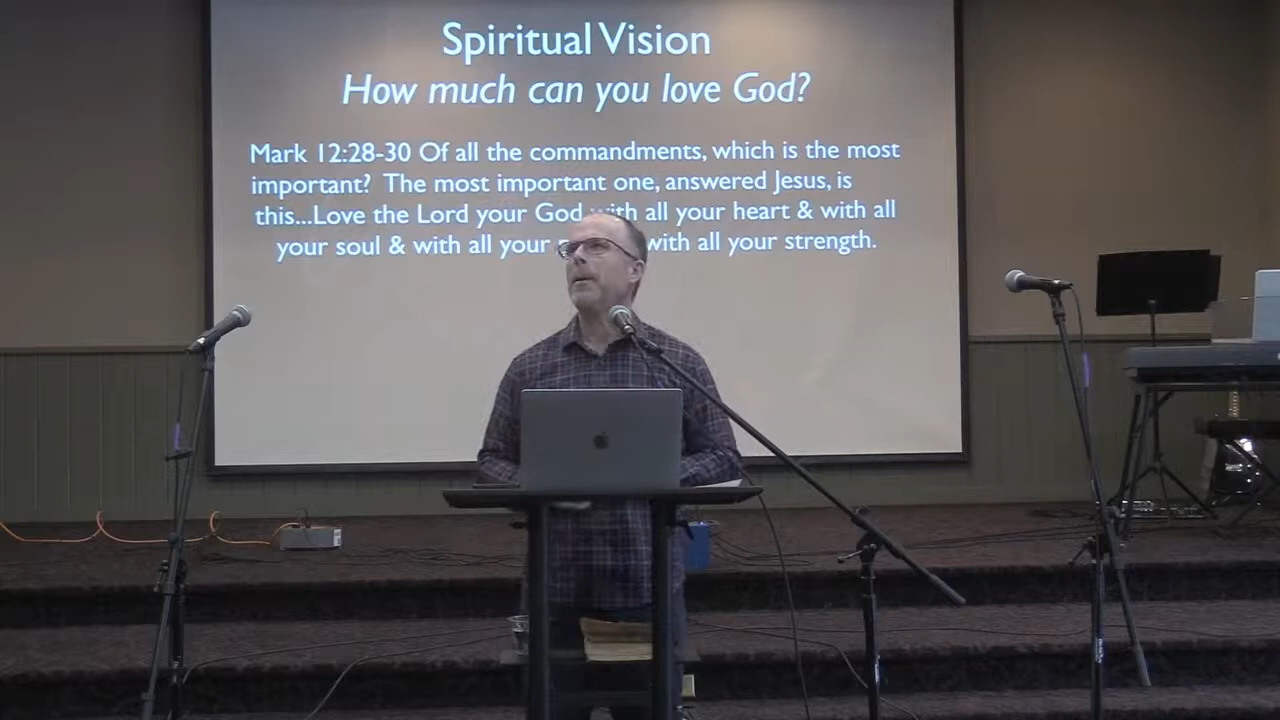 Spiritual Vision
How much can you love God?
Mark 12:28-30 Of all the commandments, which is the most
important? The most important one, answered Jesus, is
this...Love the Lord your God with all your heart & with all
your soul & with all your with all your strength.